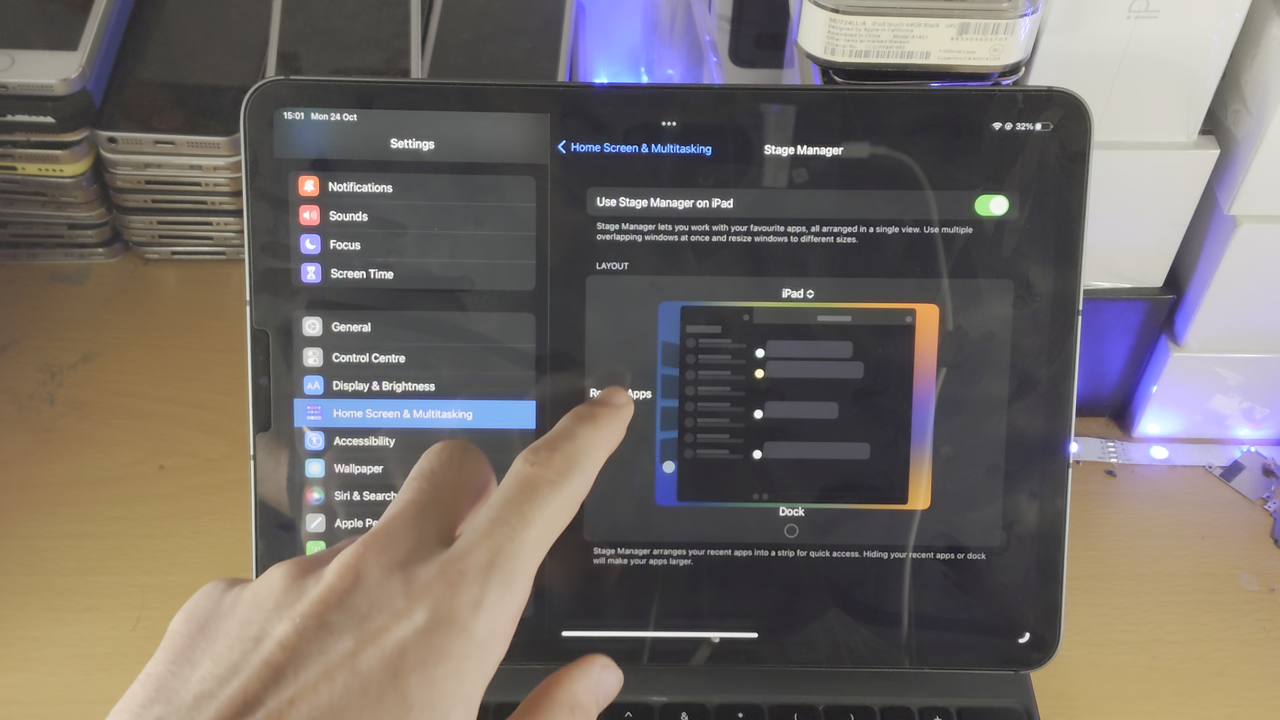 15:01 Mon 24 Oct
32%
Settings
Home Screen & Multitasking
Stage Manager
Notifications
Sounds
Focus
Screen Time
General
Control Centre
AA Display & Brightness
Home Screen & Multitasking
Accessibility
Wallpaper
Siri & Search
Apple Pe
Use Stage Manager on iPad
Stage Manager lets you work with your favourite apps, all arranged in a single view. Use multiple
overlapping windows at once and resize windows to different sizes.
LAYOUT
iPad
Apps
Dock
Stage Manager arranges your recent apps into a strip for quick access. Hiding your recent apps or dock
will make your apps larger.